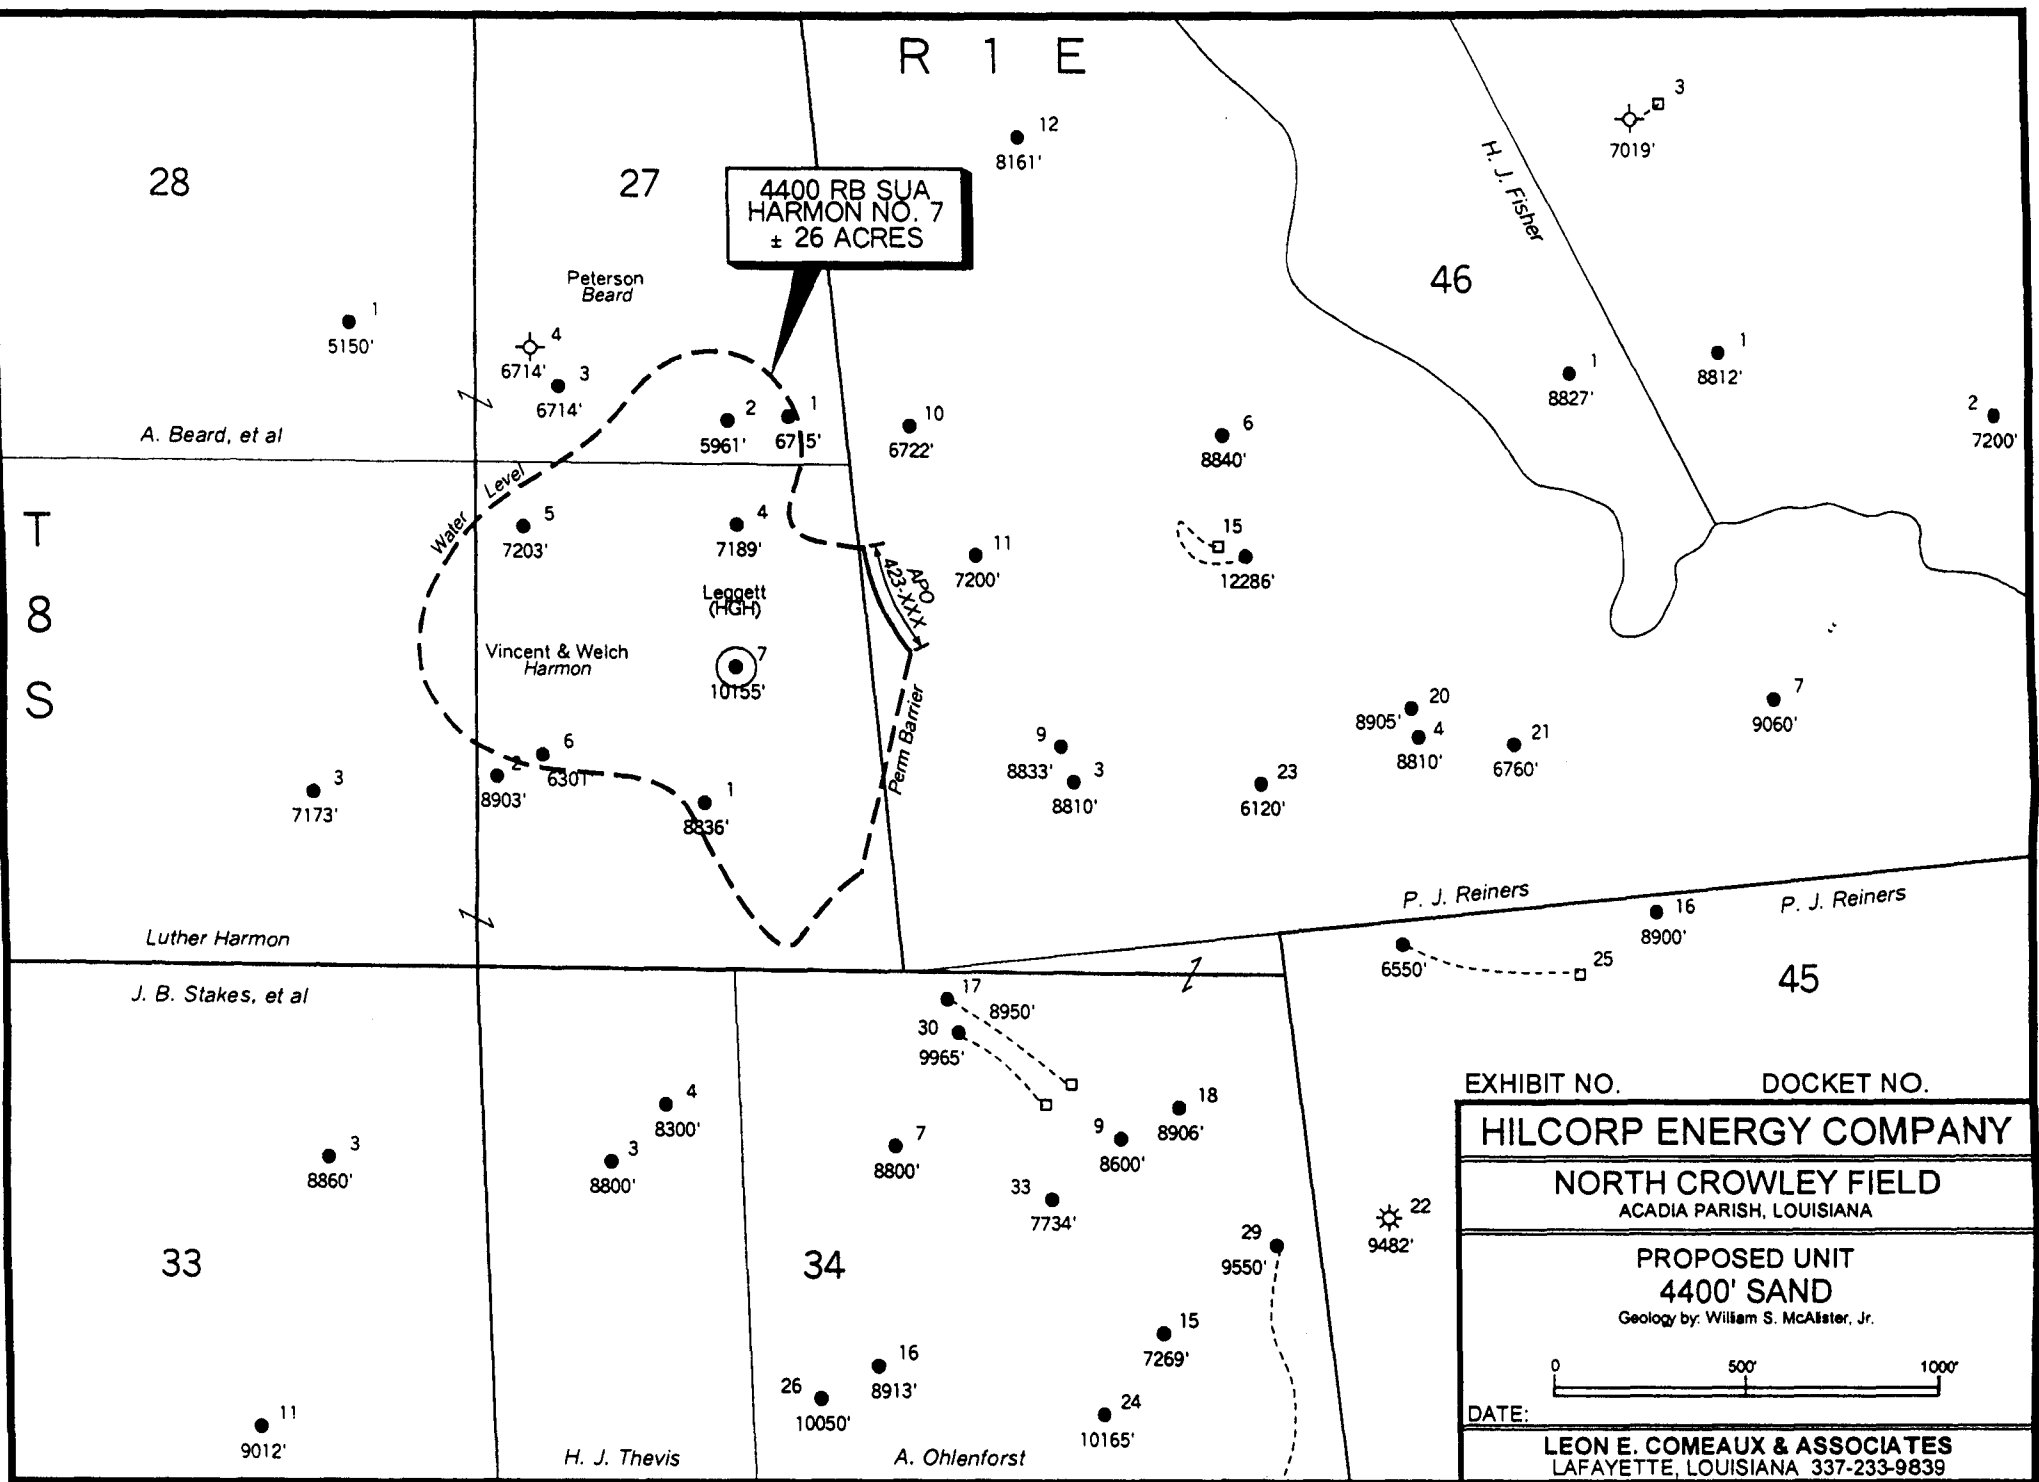 R 1 E
3
7019'
12
8161'
28
27
4400 RB SUA
HARMON NO. 7
± 26 ACRES
H. J. Fisher
46
Peterson
Beard
1
5150'
4
6714'
3
6714'
2
5961'
1
6715'
10
6722'
6
8840'
1
8827'
1
8812'
2
7200'
A. Beard, et al
Water Level
T
8
S
5
7203'
4
7189'
11
7200'
15
12286'
APO
423-XXX
Leggett
(HGH)
Vincent & Welch
Harmon
7
10155'
Perm Barrier
20
8905'
4
8810'
21
6760'
7
9060'
9
8833'
3
8810'
23
6120'
3
7173'
2
8903'
6
6301'
1
8836'
P. J. Reiners
P. J. Reiners
16
8900'
6550'
25
45
Luther Harmon
J. B. Stakes, et al
17
8950'
30
9965'
4
8300'
3
8860'
3
8800'
7
8800'
9
8600'
18
8906'
33
7734'
22
9482'
29
9550'
33
34
15
7269'
16
8913'
26
10050'
24
10165'
11
9012'
H. J. Thevis
A. Ohlenforst
EXHIBIT NO. DOCKET NO.
HILCORP ENERGY COMPANY
NORTH CROWLEY FIELD
ACADIA PARISH, LOUISIANA
PROPOSED UNIT
4400' SAND
Geology by: William S. McAlister, Jr.
0 500' 1000'
DATE:
LEON E. COMEAUX & ASSOCIATES
LAFAYETTE, LOUISIANA 337-233-9839